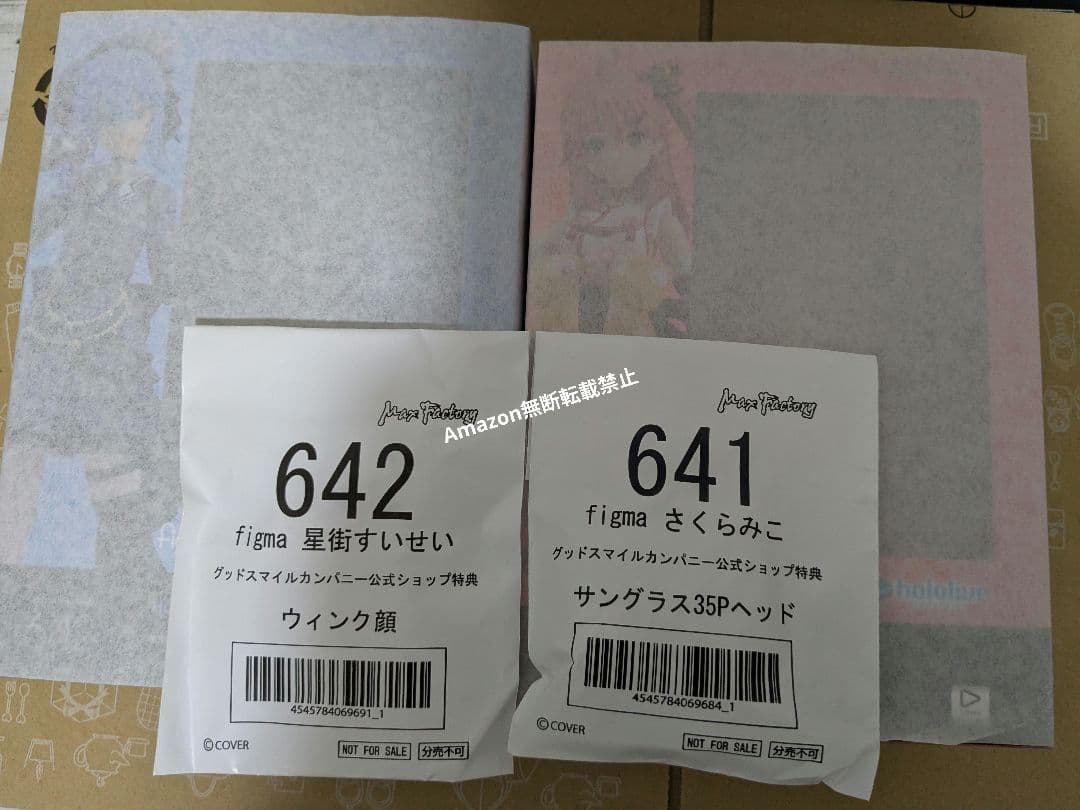 Max Factory
642
figma 星街すいせい
グッドスマイルカンパニー公式ショップ特典
ウィンク顔
4545784069691_1
©COVER
NOT FOR SALE 分売不可
Amazon無断転載禁止
Max Factory
641
figma さくらみこ
グッドスマイルカンパニー公式ショップ特典
サングラス35Pヘッド
4545784069684_1
©COVER
NOT FOR SALE 分売不可
hololive